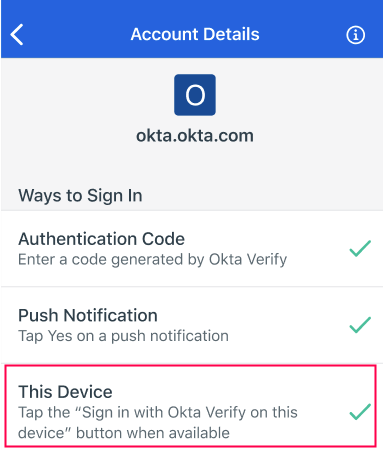 Account Details
O
okta.okta.com
Ways to Sign In
Authentication Code
Enter a code generated by Okta Verify
Push Notification
Tap Yes on a push notification
This Device
Tap the “Sign in with Okta Verify on this
device” button when available